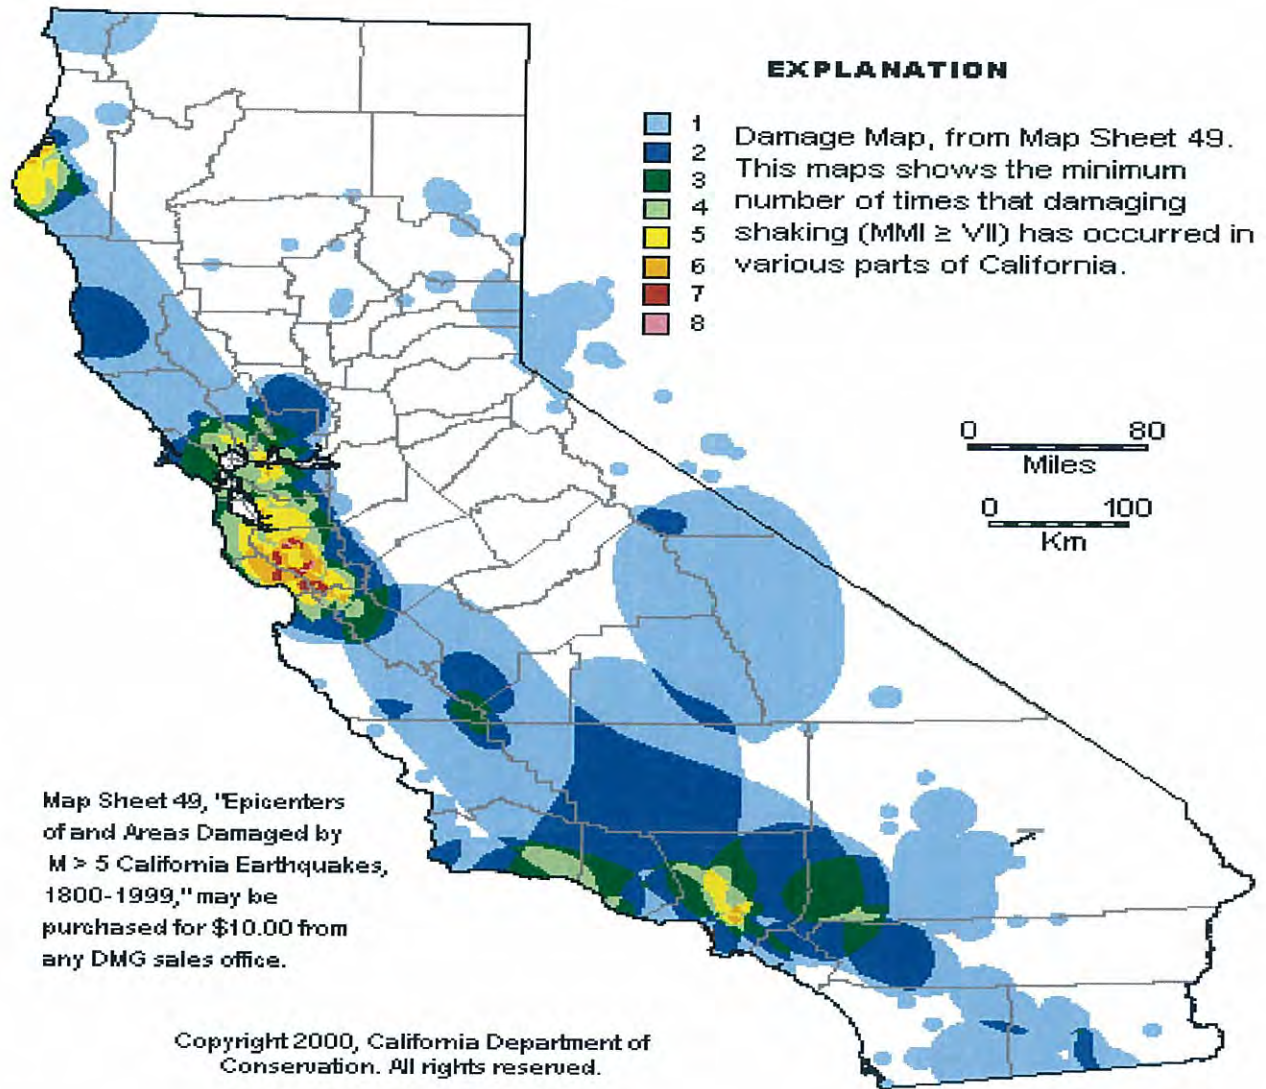 EXPLANATION
1
2
3
4
5
6
7
8
Damage Map, from Map Sheet 49.
This maps shows the minimum
number of times that damaging
shaking (MMI ≥ VII) has occurred in
various parts of California.
0 80
Miles
0 100
Km
Map Sheet 49, "Epicenters
of and Areas Damaged by
M > 5 California Earthquakes,
1800-1999," may be
purchased for $10.00 from
any DMG sales office.
Copyright 2000, California Department of
Conservation. All rights reserved.